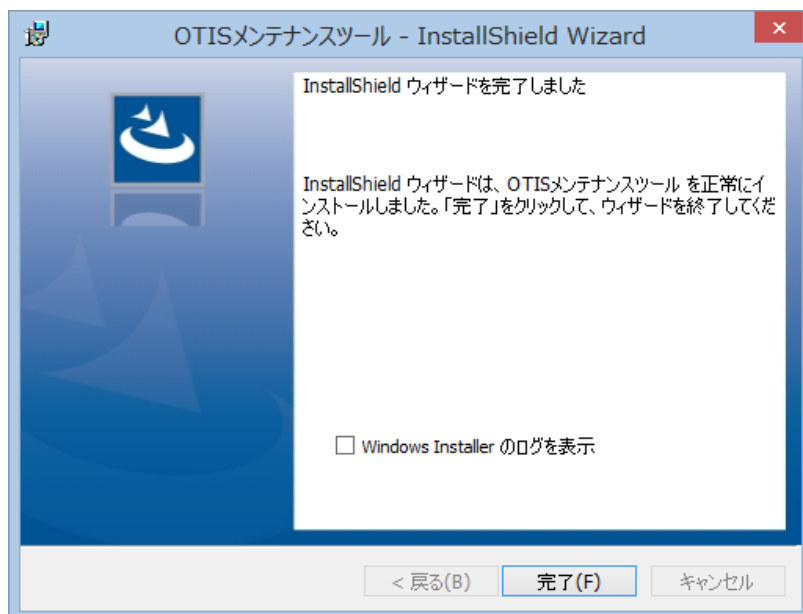 OTISメンテナンスツール - InstallShield Wizard
InstallShield ウィザードを完了しました
InstallShield ウィザードは、OTISメンテナンスツール を正常にイ
ンストールしました。「完了」をクリックして、ウィザードを終了してくだ
さい。
Windows Installer のログを表示
< 戻る(B) 完了(F) キャンセル